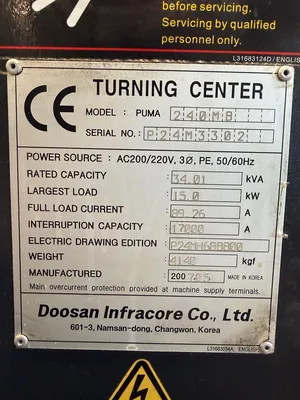 before servicing.
Servicing by qualified
personnel only.
L31683124D / ENGLISH
CE TURNING CENTER
MODEL: PUMA 240MB
SERIAL NO.: P24M3302
POWER SOURCE : AC200/220V, 3Ø, PE, 50/60Hz
RATED CAPACITY 34.01 kVA
LARGEST LOAD 15.0 kW
FULL LOAD CURRENT 89.26 A
INTERRUPTION CAPACITY 17000 A
ELECTRIC DRAWING EDITION
WEIGHT 4140 kgf
MANUFACTURED MADE IN KOREA
Main overcurrent protection provided at machine supply terminals.
Doosan Infracore Co., Ltd.
601-3, Namsan-dong, Changwon. Korea
L31683094A, ENGLISH